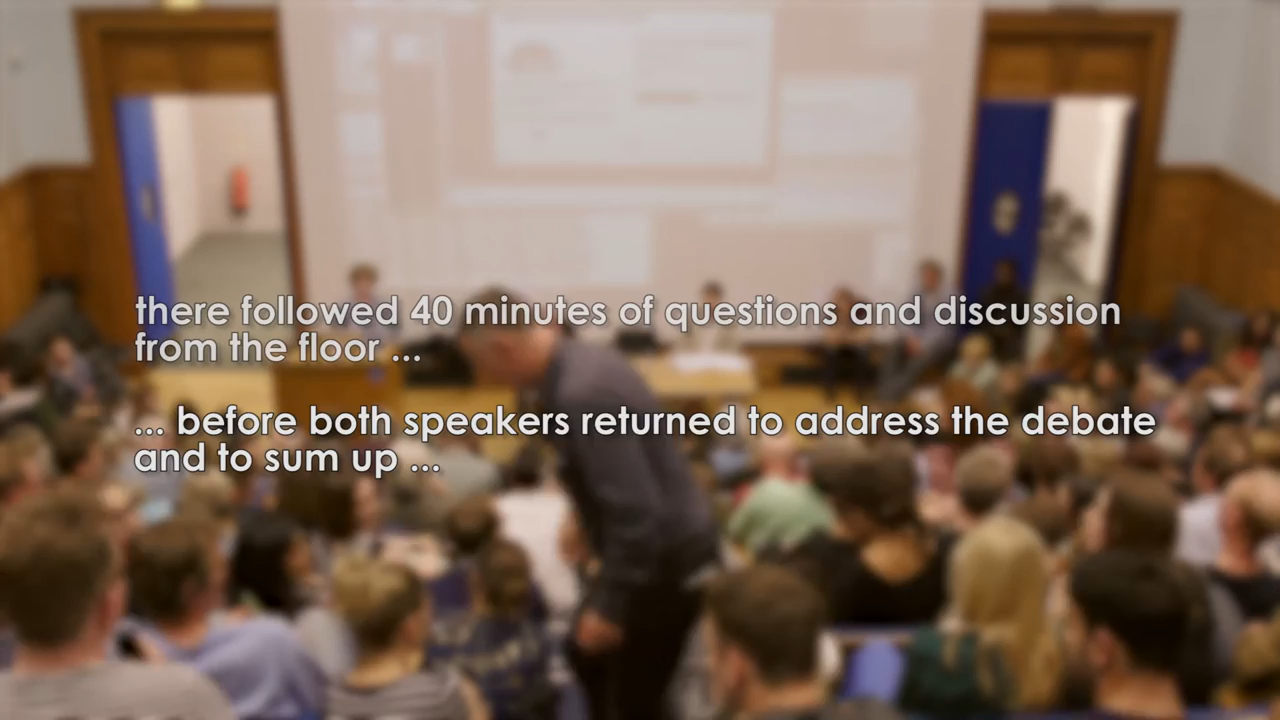 there followed 40 minutes of questions and discussion
from the floor ...
... before both speakers returned to address the debate
and to sum up ...